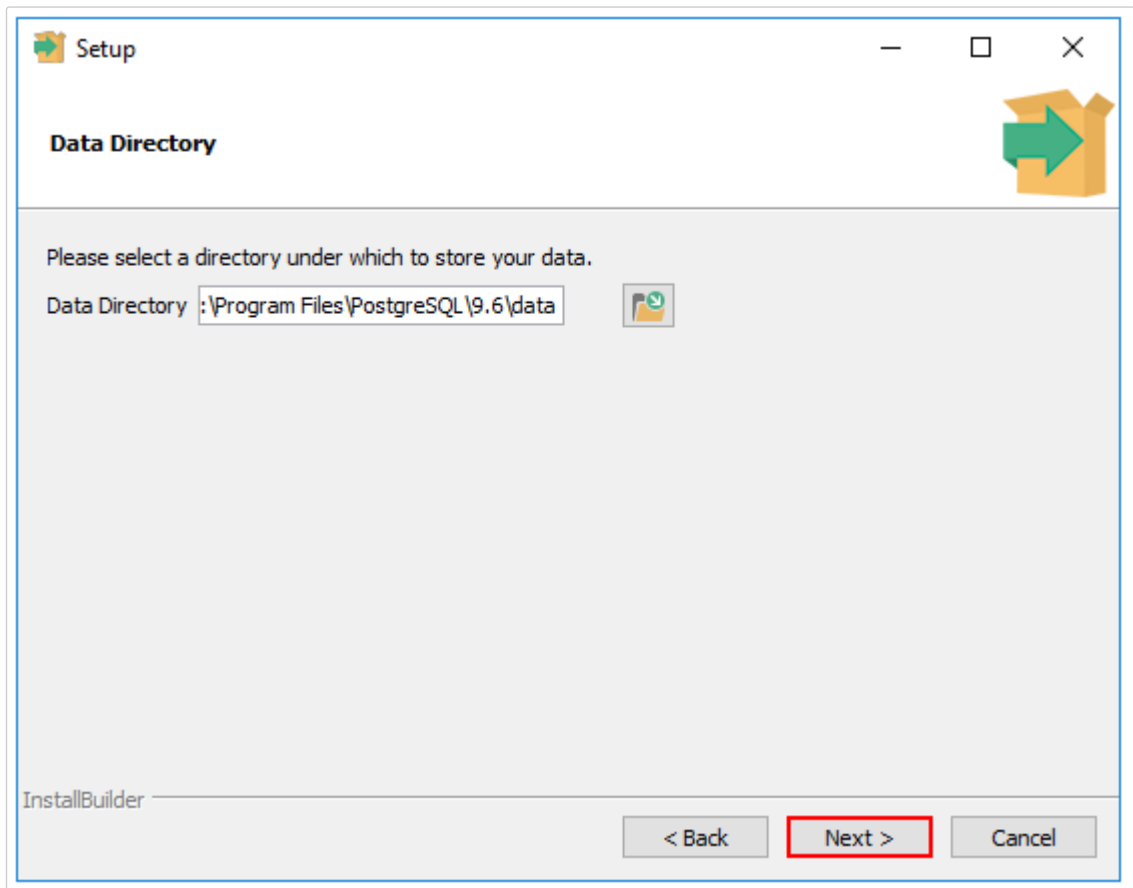 Setup
Data Directory
Please select a directory under which to store your data.
Data Directory :\Program Files\PostgreSQL\9.6\data
InstallBuilder
< Back Next > Cancel